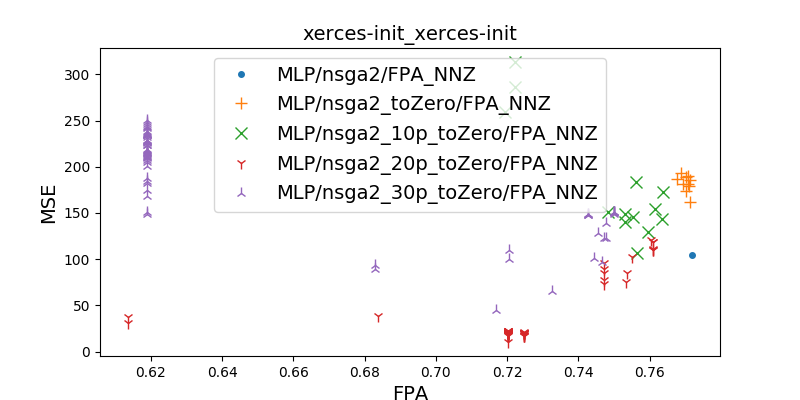 xerces-init_xerces-init
MLP/nsga2/FPA_NNZ
MLP/nsga2_toZero/FPA_NNZ
MLP/nsga2_10p_toZero/FPA_NNZ
MLP/nsga2_20p_toZero/FPA_NNZ
MLP/nsga2_30p_toZero/FPA_NNZ
MSE
300
250
200
150
100
50
0
0.62 0.64 0.66 0.68 0.70 0.72 0.74 0.76
FPA